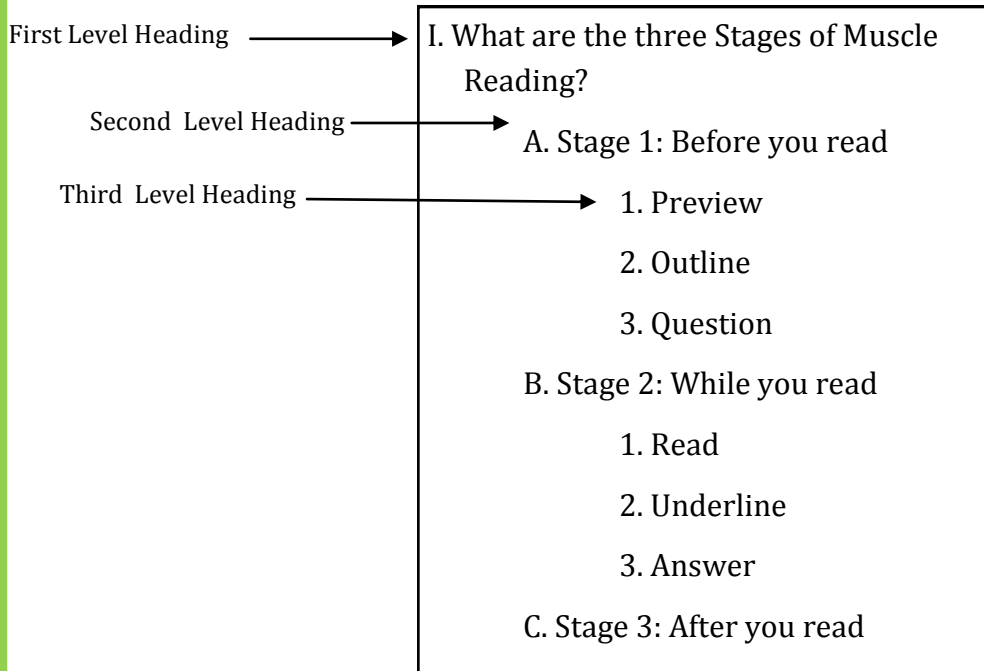 First Level Heading
I. What are the three Stages of Muscle
Reading?
Second Level Heading
A. Stage 1: Before you read
Third Level Heading
1. Preview
2. Outline
3. Question
B. Stage 2: While you read
1. Read
2. Underline
3. Answer
C. Stage 3: After you read